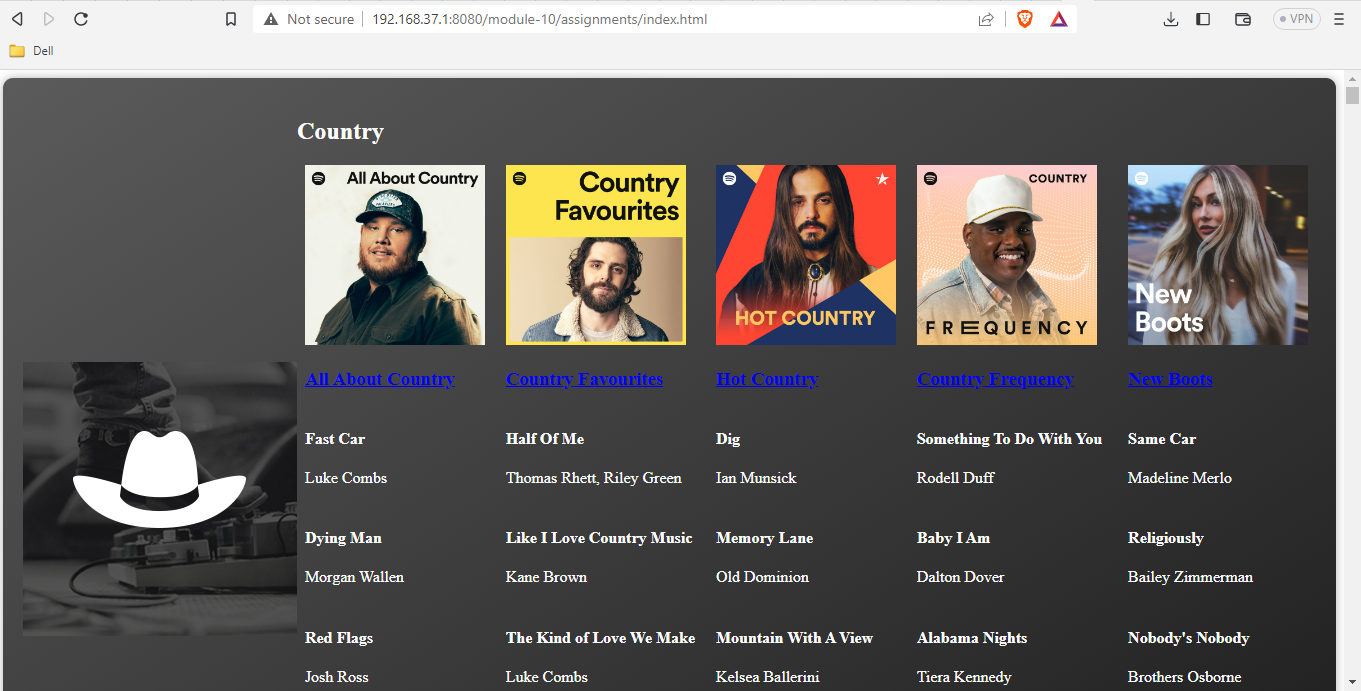 Not secure
192.168.37.1:8080/module-10/assignments/index.html
VPN
Dell
Country
All About Country
Country
Favourites
HOT COUNTRY
COUNTRY
FREQUENCY
New
Boots
All About Country
Country Favourites
Hot Country
Country Frequency
New Boots
Fast Car
Half Of Me
Dig
Something To Do With You
Same Car
Luke Combs
Thomas Rhett, Riley Green
Ian Munsick
Rodell Duff
Madeline Merlo
Dying Man
Like I Love Country Music
Memory Lane
Baby I Am
Religiously
Morgan Wallen
Kane Brown
Old Dominion
Dalton Dover
Bailey Zimmerman
Red Flags
The Kind of Love We Make
Mountain With A View
Alabama Nights
Nobody's Nobody
Josh Ross
Luke Combs
Kelsea Ballerini
Tiera Kennedy
Brothers Osborne